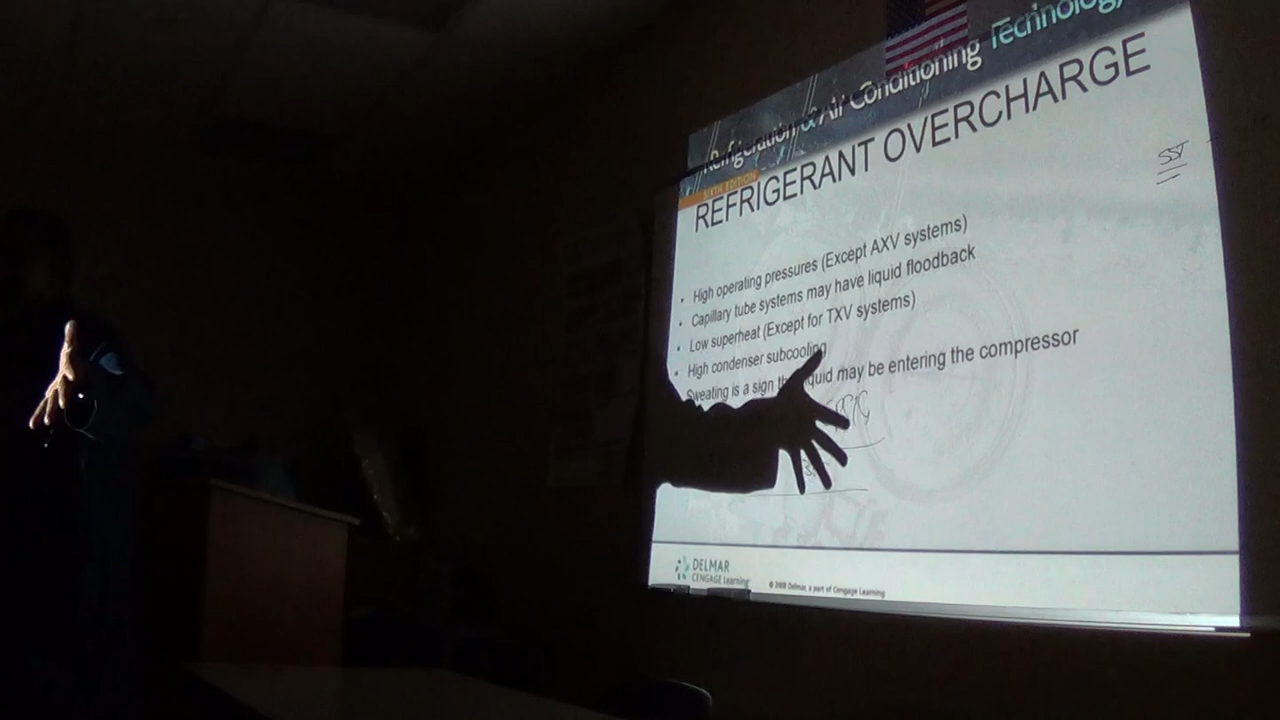 Refrigeration & Air Conditioning Technology
SIXTH EDITION
REFRIGERANT OVERCHARGE
SST
• High operating pressures (Except AXV systems)
• Capillary tube systems may have liquid floodback
• Low superheat (Except for TXV systems)
• High condenser subcooling
Sweating is a sign may be entering the compressor
DELMAR
CENGAGE Learning
© 2008 Delmar, a part of Cengage Learning